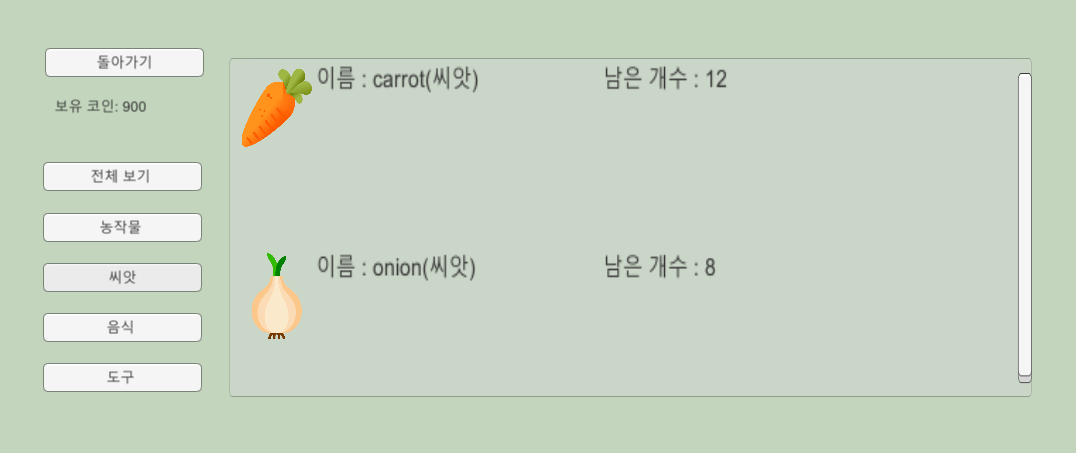 돌아가기
보유 코인: 900
전체 보기
농작물
씨앗
음식
도구
이름 : carrot(씨앗) 남은 개수 : 12
이름 : onion(씨앗) 남은 개수 : 8